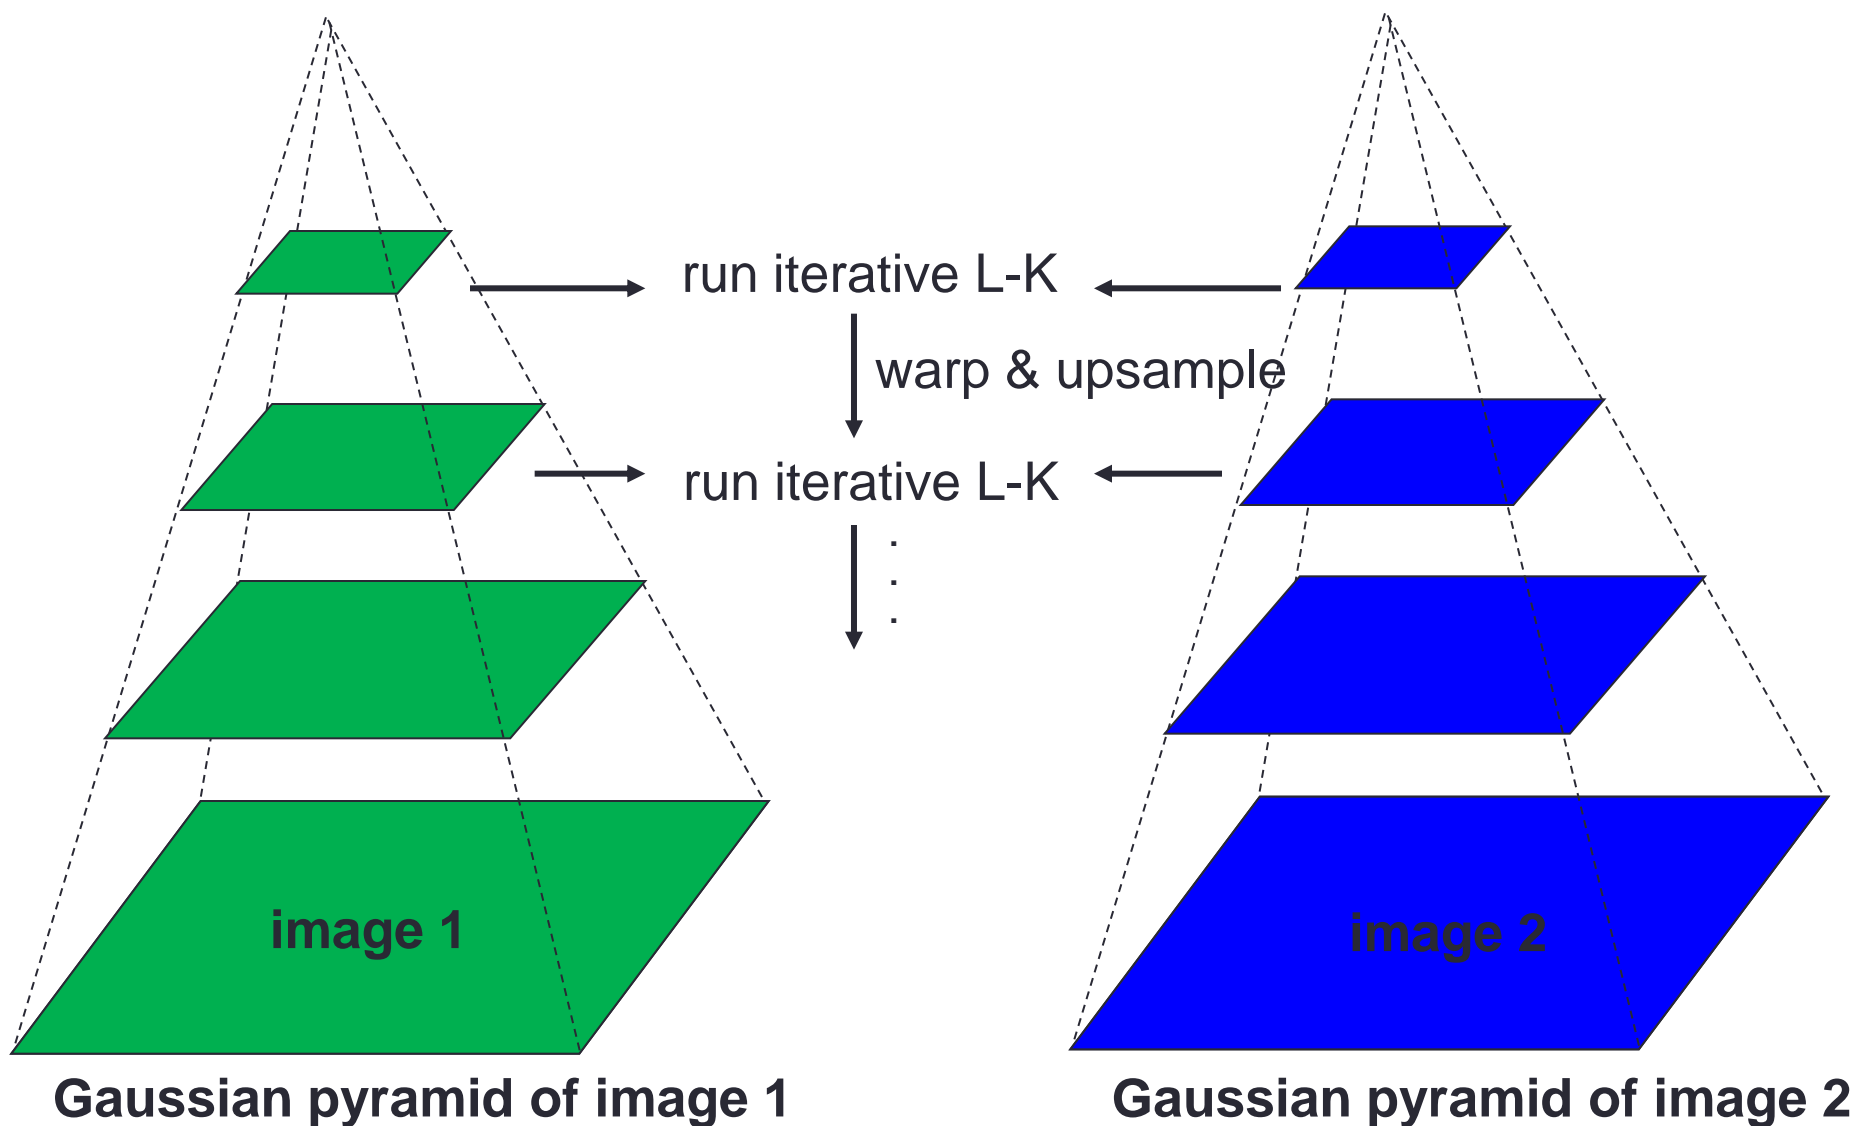 run iterative L-K
warp & upsample
run iterative L-K
.
.
.
image 1
image 2
Gaussian pyramid of image 1
Gaussian pyramid of image 2